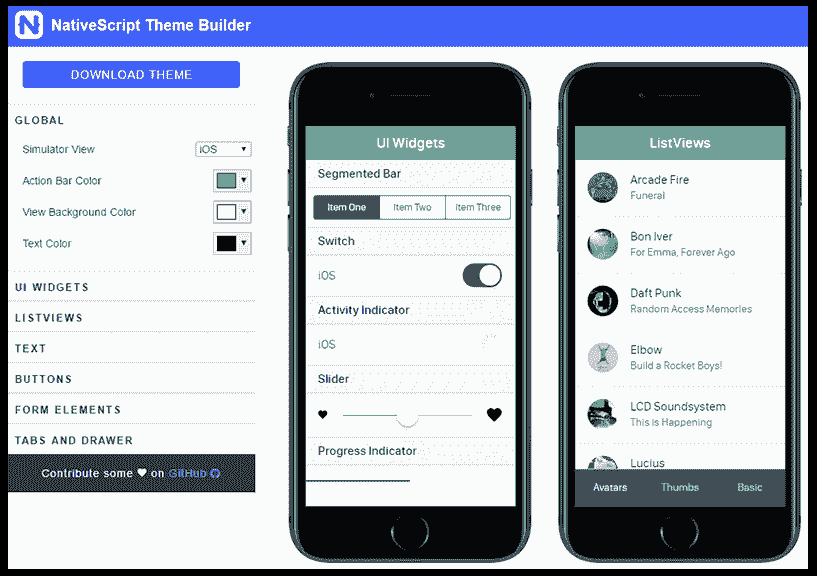 NativeScript Theme Builder
DOWNLOAD THEME
GLOBAL
Simulator View
iOS
Action Bar Color
View Background Color
Text Color
UI WIDGETS
LISTVIEWS
TEXT
BUTTONS
FORM ELEMENTS
TABS AND DRAWER
Contribute some ♥ on GitHub
UI Widgets
Segmented Bar
Item One Item Two Item Three
Switch
iOS
Activity Indicator
iOS
Slider
Progress Indicator
ListViews
Arcade Fire
Funeral
Bon Iver
For Emma, Forever Ago
Daft Punk
Random Access Memories
Elbow
Build a Rocket Boys!
LCD Soundsystem
This is Happening
Lucius
Avatars Thumbs Basic